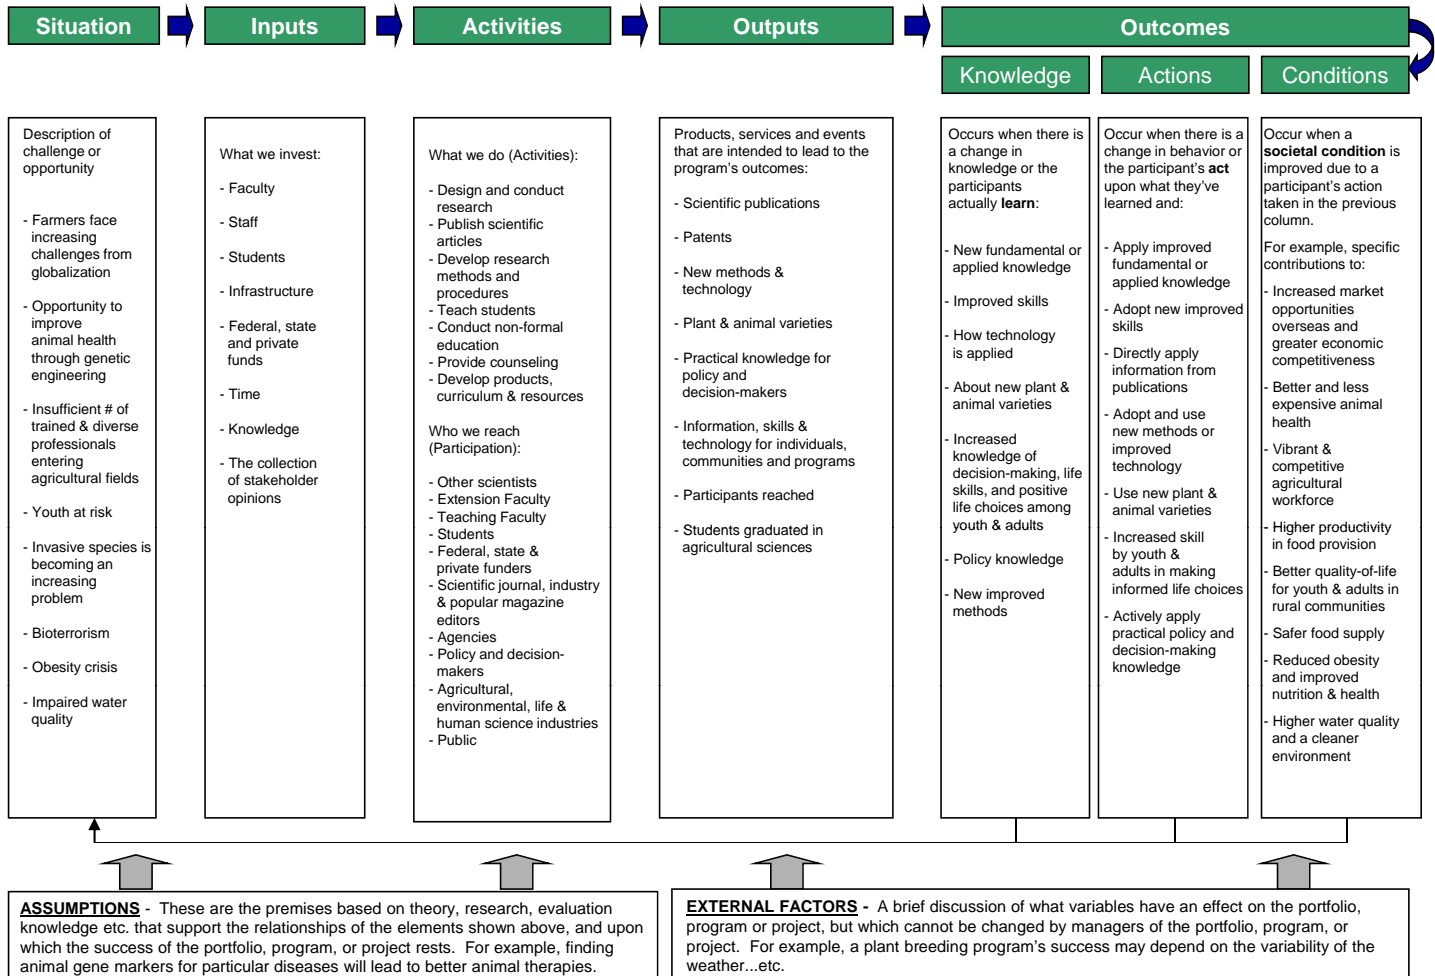 Situation
Inputs
Activities
Outputs
Outcomes
Knowledge
Actions
Conditions
Description of
challenge or
opportunity
- Farmers face
increasing
challenges from
globalization
- Opportunity to
improve
animal health
through genetic
engineering
- Insufficient # of
trained & diverse
professionals
entering
agricultural fields
- Youth at risk
- Invasive species is
becoming an
increasing
problem
- Bioterrorism
- Obesity crisis
- Impaired water
quality
What we invest:
- Faculty
- Staff
- Students
- Infrastructure
- Federal, state
and private
funds
- Time
- Knowledge
- The collection
of stakeholder
opinions
What we do (Activities):
- Design and conduct
research
- Publish scientific
articles
- Develop research
methods and
procedures
- Teach students
- Conduct non-formal
education
- Provide counseling
- Develop products,
curriculum & resources
Who we reach
(Participation):
- Other scientists
- Extension Faculty
- Teaching Faculty
- Students
- Federal, state &
private funders
- Scientific journal, industry
& popular magazine
editors
- Agencies
- Policy and decision-
makers
- Agricultural,
environmental, life &
human science industries
- Public
Products, services and events
that are intended to lead to the
program's outcomes:
- Scientific publications
- Patents
- New methods &
technology
- Plant & animal varieties
- Practical knowledge for
policy and
decision-makers
- Information, skills &
technology for individuals,
communities and programs
- Participants reached
- Students graduated in
agricultural sciences
Occurs when there is
a change in
knowledge or the
participants
actually learn:
- New fundamental or
applied knowledge
- Improved skills
- How technology
is applied
- About new plant &
animal varieties
- Increased
knowledge of
decision-making, life
skills, and positive
life choices among
youth & adults
- Policy knowledge
- New improved
methods
Occur when there is a
change in behavior or
the participant's act
upon what they've
learned and:
- Apply improved
fundamental or
applied knowledge
- Adopt new improved
skills
- Directly apply
information from
publications
- Adopt and use
new methods or
improved
technology
- Use new plant &
animal varieties
- Increased skill
by youth &
adults in making
informed life choices
- Actively apply
practical policy and
decision-making
knowledge
Occur when a
societal condition is
improved due to a
participant's action
taken in the previous
column.
For example, specific
contributions to:
- Increased market
opportunities
overseas and
greater economic
competitiveness
- Better and less
expensive animal
health
- Vibrant &
competitive
agricultural
workforce
- Higher productivity
in food provision
- Better quality-of-life
for youth & adults in
rural communities
- Safer food supply
- Reduced obesity
and improved
nutrition & health
- Higher water quality
and a cleaner
environment
ASSUMPTIONS - These are the premises based on theory, research, evaluation
knowledge etc. that support the relationships of the elements shown above, and upon
which the success of the portfolio, program, or project rests. For example, finding
animal gene markers for particular diseases will lead to better animal therapies.
EXTERNAL FACTORS - A brief discussion of what variables have an effect on the portfolio,
program or project, but which cannot be changed by managers of the portfolio, program, or
project. For example, a plant breeding program's success may depend on the variability of the
weather...etc.